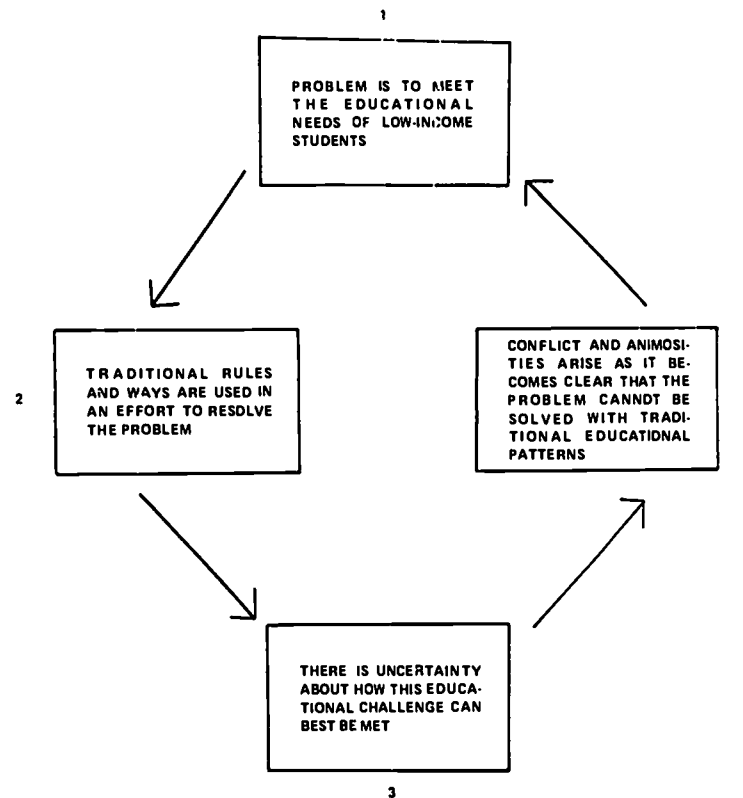 1
PROBLEM IS TO MEET
THE EDUCATIONAL
NEEDS OF LOW-INCOME
STUDENTS
2
TRADITIONAL RULES
AND WAYS ARE USED IN
AN EFFORT TO RESOLVE
THE PROBLEM
3
THERE IS UNCERTAINTY
ABOUT HOW THIS EDUCA-
TIONAL CHALLENGE CAN
BEST BE MET
CONFLICT AND ANIMOSI-
TIES ARISE AS IT BE-
COMES CLEAR THAT THE
PROBLEM CANNOT BE
SOLVED WITH TRADI-
TIONAL EDUCATIONAL
PATTERNS